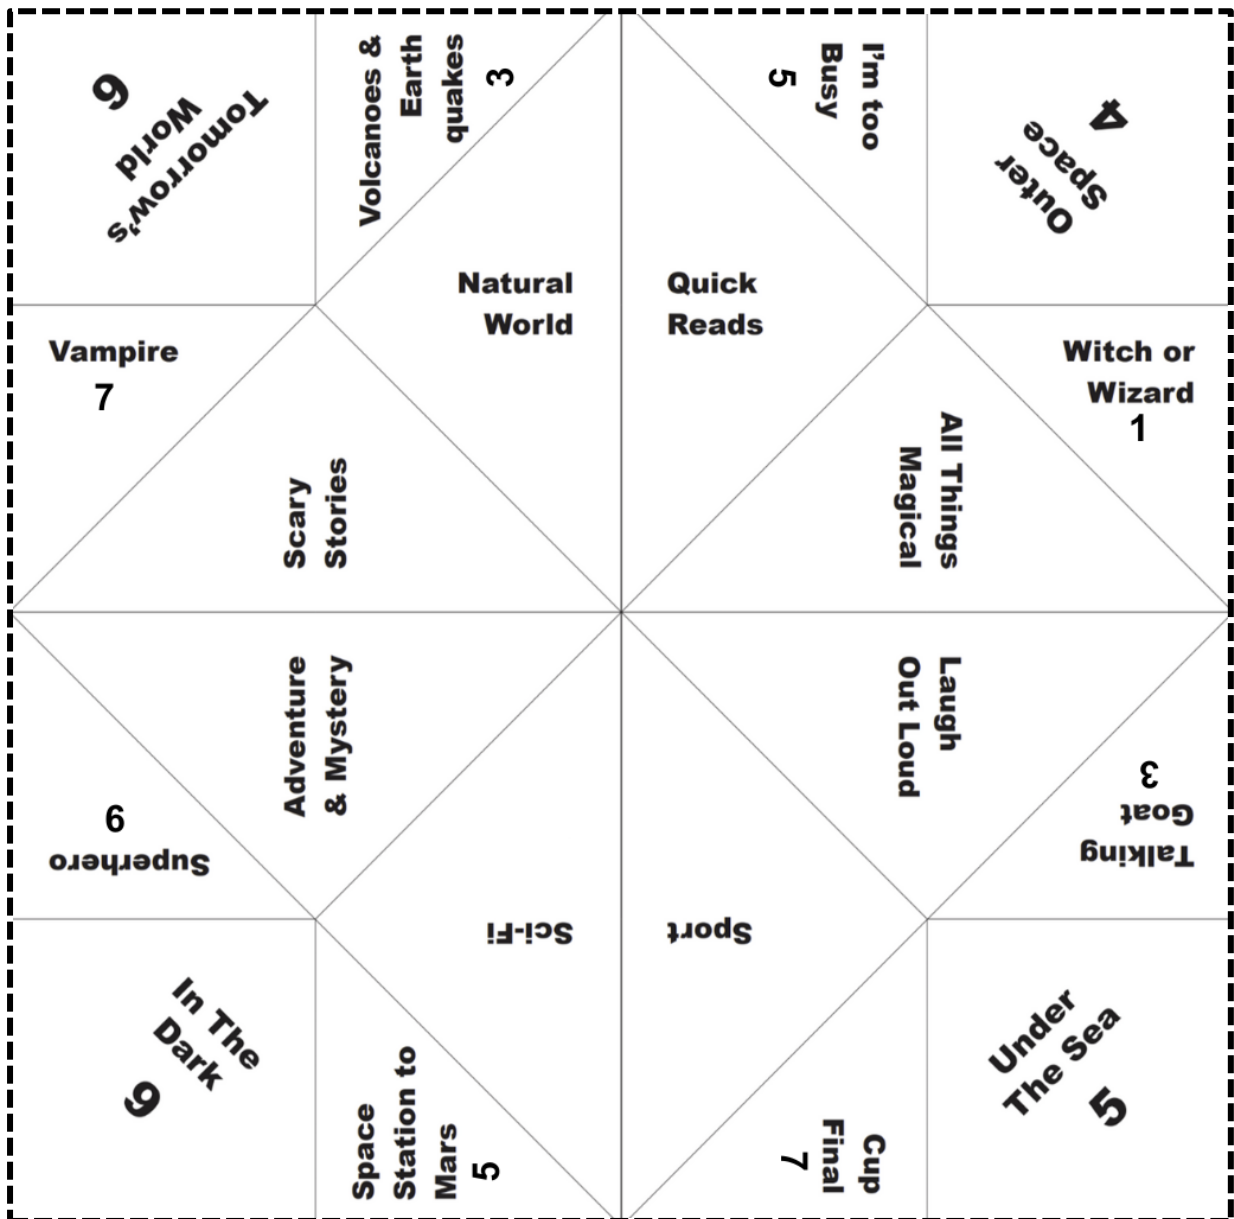 6
Tomorrow's
World
Volcanoes &
Earth
quakes
3
I'm too
Busy
5
Outer
Space
4
Natural
World
Quick
Reads
Vampire
7
Witch or
Wizard
1
Scary
Stories
All Things
Magical
Adventure
& Mystery
Laugh
Out Loud
Superhero
6
Talking
Goat
3
Sci-Fi
Sport
In The
Dark
9
Space
Station to
Mars
5
Cup
Final
7
Under
The Sea
5